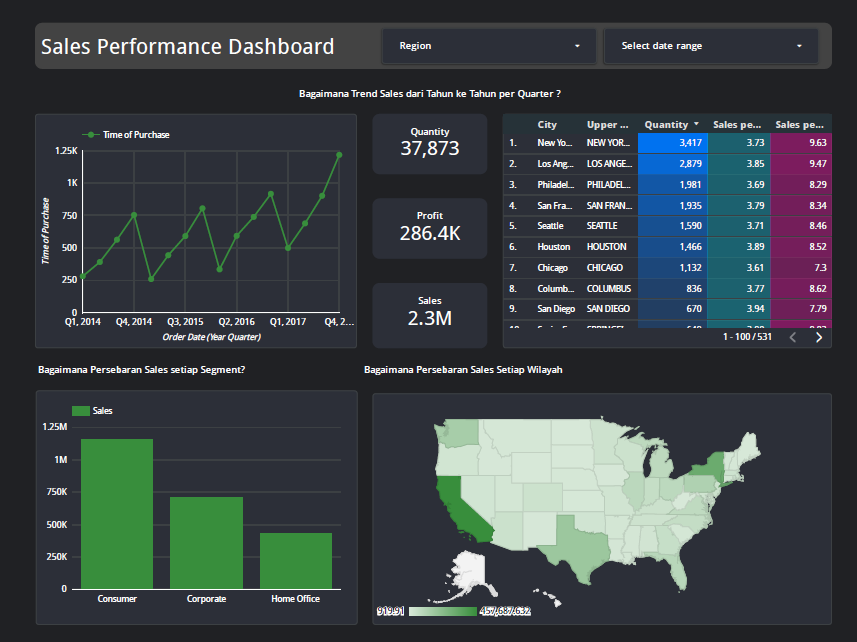 Sales Performance Dashboard
Region
Select date range
Bagaimana Trend Sales dari Tahun ke Tahun per Quarter ?
Time of Purchase
1.25K
1K
750
500
250
0
Time of Purchase
Q1, 2014 Q4, 2014 Q3, 2015 Q2, 2016 Q1, 2017 Q4, 2...
Order Date (Year Quarter)
Quantity
37,873
Profit
286.4K
Sales
2.3M
City Upper ... Quantity Sales pe... Sales pe...
1. New Yo... NEW YOR... 3,417 3.73 9.63
2. Los Ang... LOS ANGE... 2,879 3.85 9.47
3. Philadel... PHILADEL... 1,981 3.69 8.29
4. San Fra... SAN FRAN... 1,935 3.79 8.34
5. Seattle SEATTLE 1,590 3.71 8.46
6. Houston HOUSTON 1,466 3.89 8.52
7. Chicago CHICAGO 1,132 3.61 7.3
8. Columb... COLUMBUS 836 3.77 8.62
9. San Diego SAN DIEGO 670 3.94 7.79
1 - 100 / 531
Bagaimana Persebaran Sales setiap Segment?
Sales
1.25M
1M
750K
500K
250K
0
Consumer Corporate Home Office
Bagaimana Persebaran Sales Setiap Wilayah
919.91 457,687.632